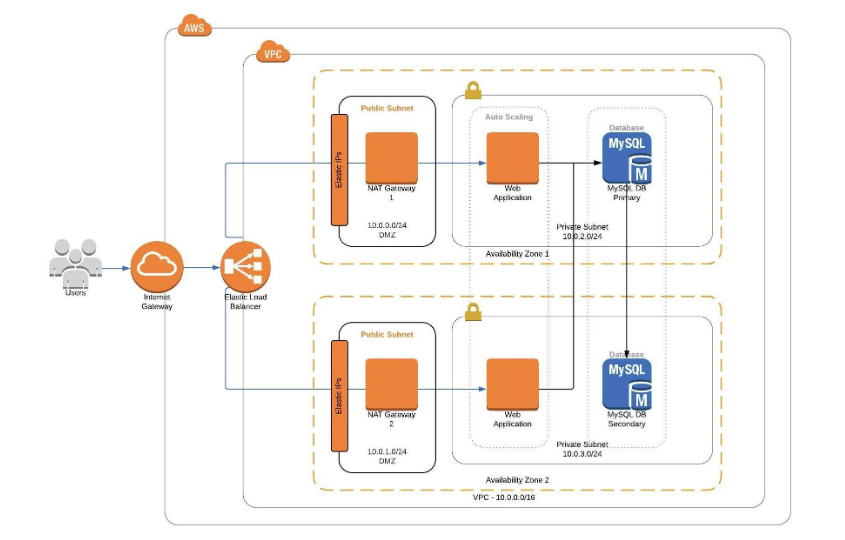 AWS
VPC
Public Subnet
Elastic IPs
NAT Gateway
1
10.0.0.0/24
DMZ
Auto Scaling
Web
Application
Database
MySQL
M
MySQL DB
Primary
Private Subnet
10.0.2.0/24
Availability Zone 1
Users
Internet
Gateway
Elastic Load
Balancer
Public Subnet
Elastic IPs
NAT Gateway
2
10.0.1.0/24
DMZ
Web
Application
Database
MySQL
M
MySQL DB
Secondary
Private Subnet
10.0.3.0/24
Availability Zone 2
VPC - 10.0.0.0/16